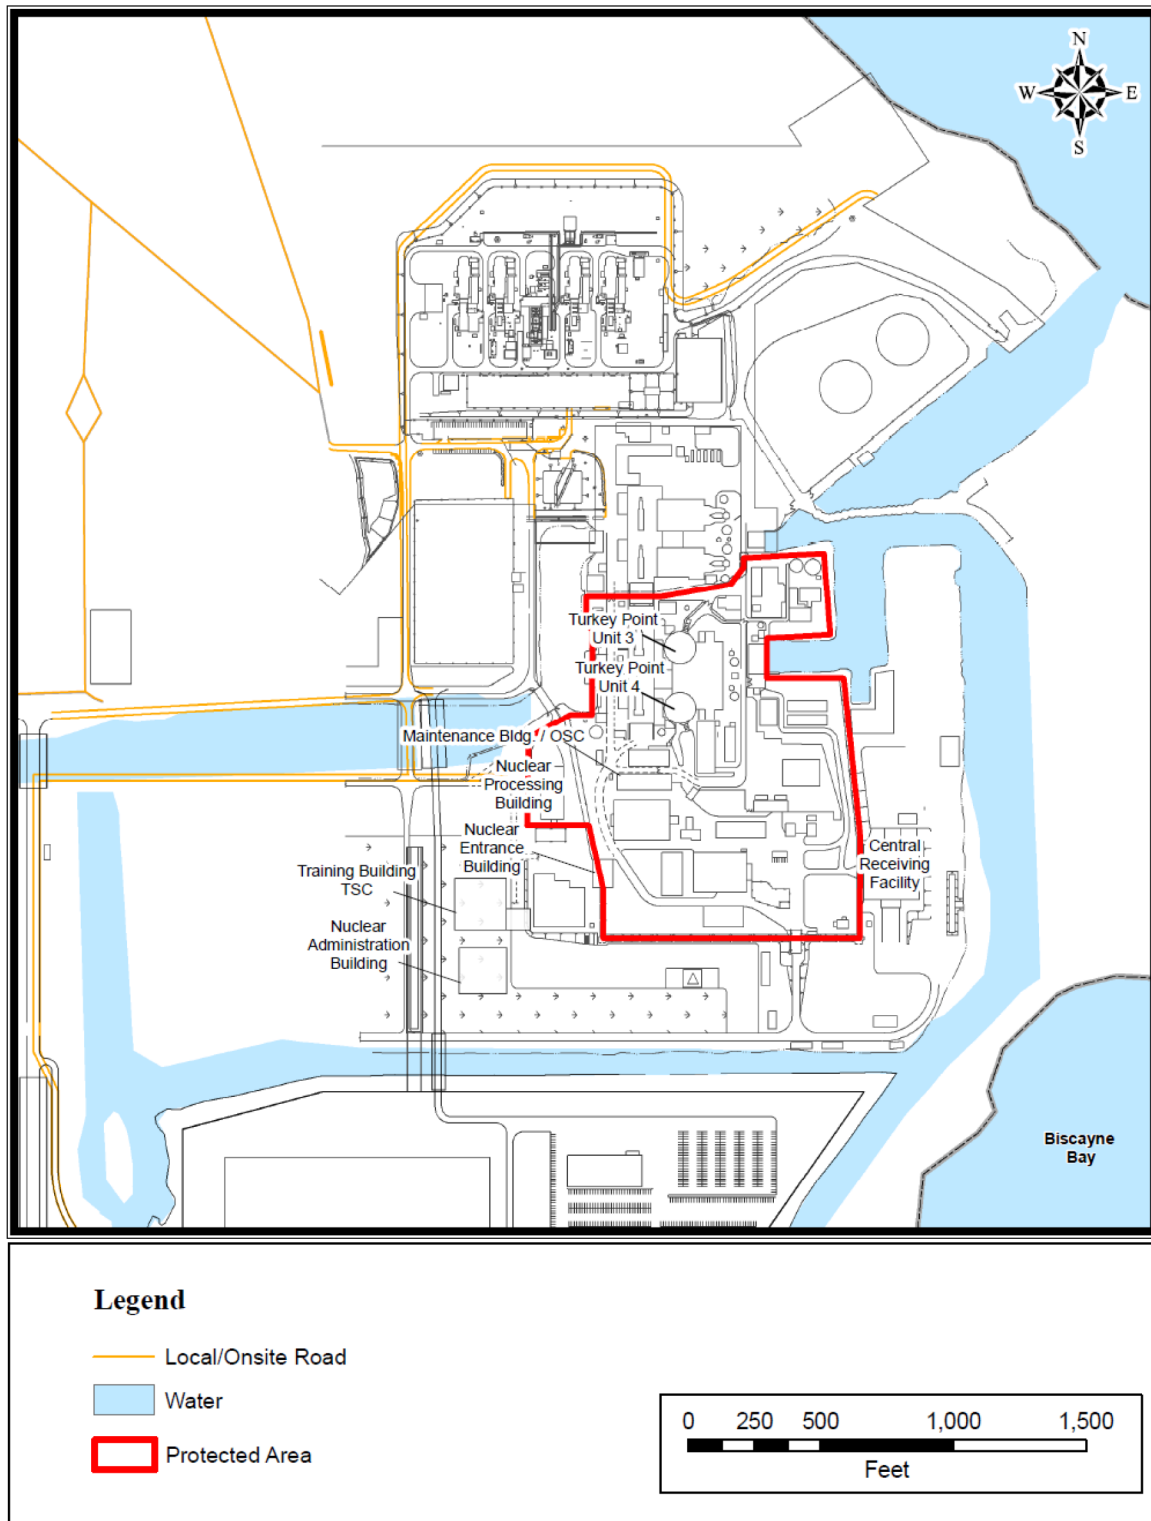 N
W
E
S
Turkey Point
Unit 3
Turkey Point
Unit 4
Maintenance Bldg. / OSC
Nuclear
Processing
Building
Nuclear
Entrance
Building
Central
Receiving
Facility
Training Building
TSC
Nuclear
Administration
Building
Biscayne
Bay
Legend
Local/Onsite Road
Water
Protected Area
0 250 500 1,000 1,500
Feet